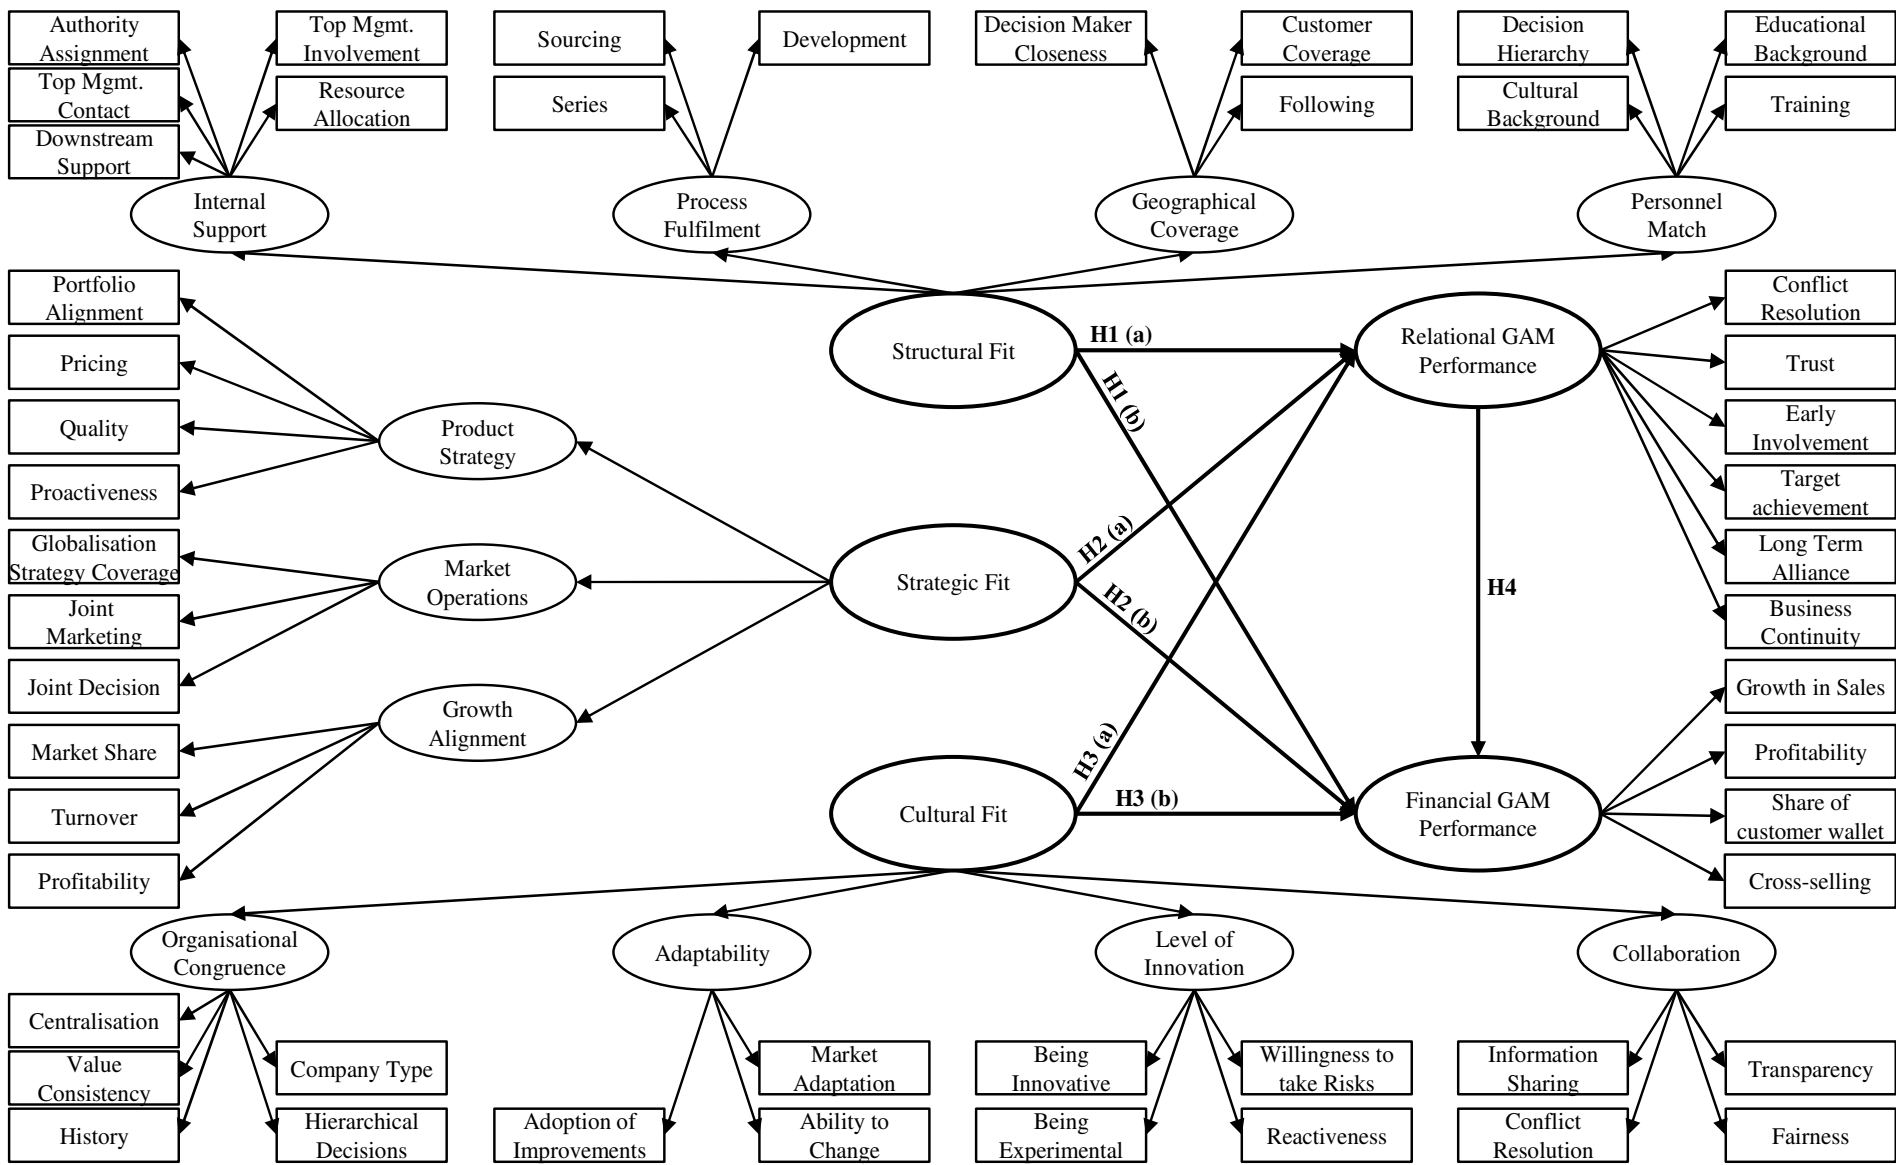 Authority
Assignment
Top Mgmt.
Involvement
Sourcing
Development
Decision Maker
Closeness
Customer
Coverage
Decision
Hierarchy
Educational
Background
Top Mgmt.
Contact
Resource
Allocation
Series
Following
Cultural
Background
Training
Downstream
Support
Internal
Support
Process
Fulfilment
Geographical
Coverage
Personnel
Match
Portfolio
Alignment
Pricing
Quality
Proactiveness
Globalisation
Strategy Coverage
Joint
Marketing
Joint Decision
Market Share
Turnover
Profitability
Product
Strategy
Market
Operations
Growth
Alignment
Structural Fit
Strategic Fit
Cultural Fit
H1 (a)
H1 (b)
H2 (a)
H2 (b)
H3 (a)
H3 (b)
H4
Relational GAM
Performance
Financial GAM
Performance
Conflict
Resolution
Trust
Early
Involvement
Target
achievement
Long Term
Alliance
Business
Continuity
Growth in Sales
Profitability
Share of
customer wallet
Cross-selling
Organisational
Congruence
Adaptability
Level of
Innovation
Collaboration
Centralisation
Value
Consistency
History
Company Type
Hierarchical
Decisions
Market
Adaptation
Adoption of
Improvements
Ability to
Change
Being
Innovative
Willingness to
take Risks
Being
Experimental
Reactiveness
Information
Sharing
Transparency
Conflict
Resolution
Fairness